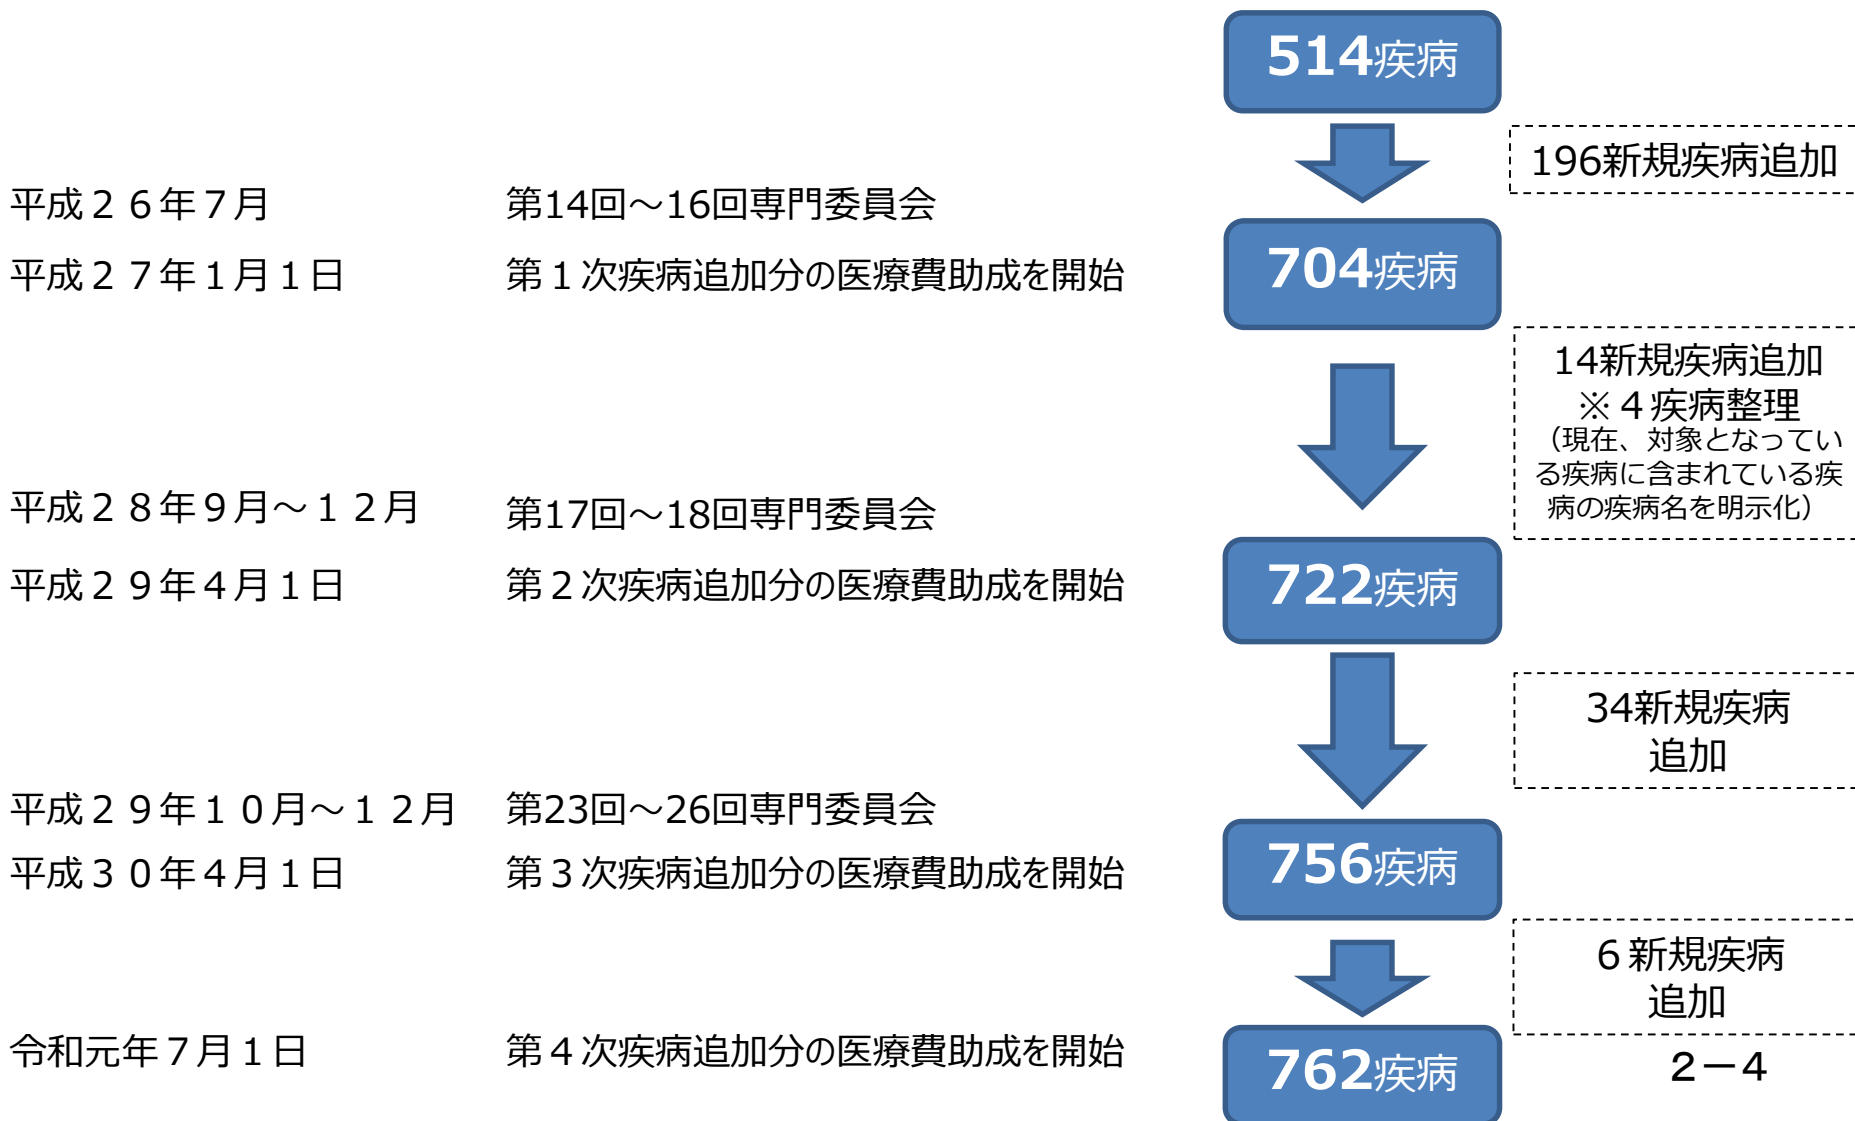 514疾病
196新規疾病追加
平成２６年７月
第14回～16回専門委員会
平成２７年１月１日
第１次疾病追加分の医療費助成を開始
704疾病
14新規疾病追加
※４疾病整理
（現在、対象となってい
る疾病に含まれている疾
病の疾病名を明示化）
平成２８年９月～１２月
第17回～18回専門委員会
平成２９年４月１日
第２次疾病追加分の医療費助成を開始
722疾病
34新規疾病
追加
平成２９年１０月～１２月
第23回～26回専門委員会
平成３０年４月１日
第３次疾病追加分の医療費助成を開始
756疾病
６新規疾病
追加
令和元年７月１日
第４次疾病追加分の医療費助成を開始
762疾病
２－４